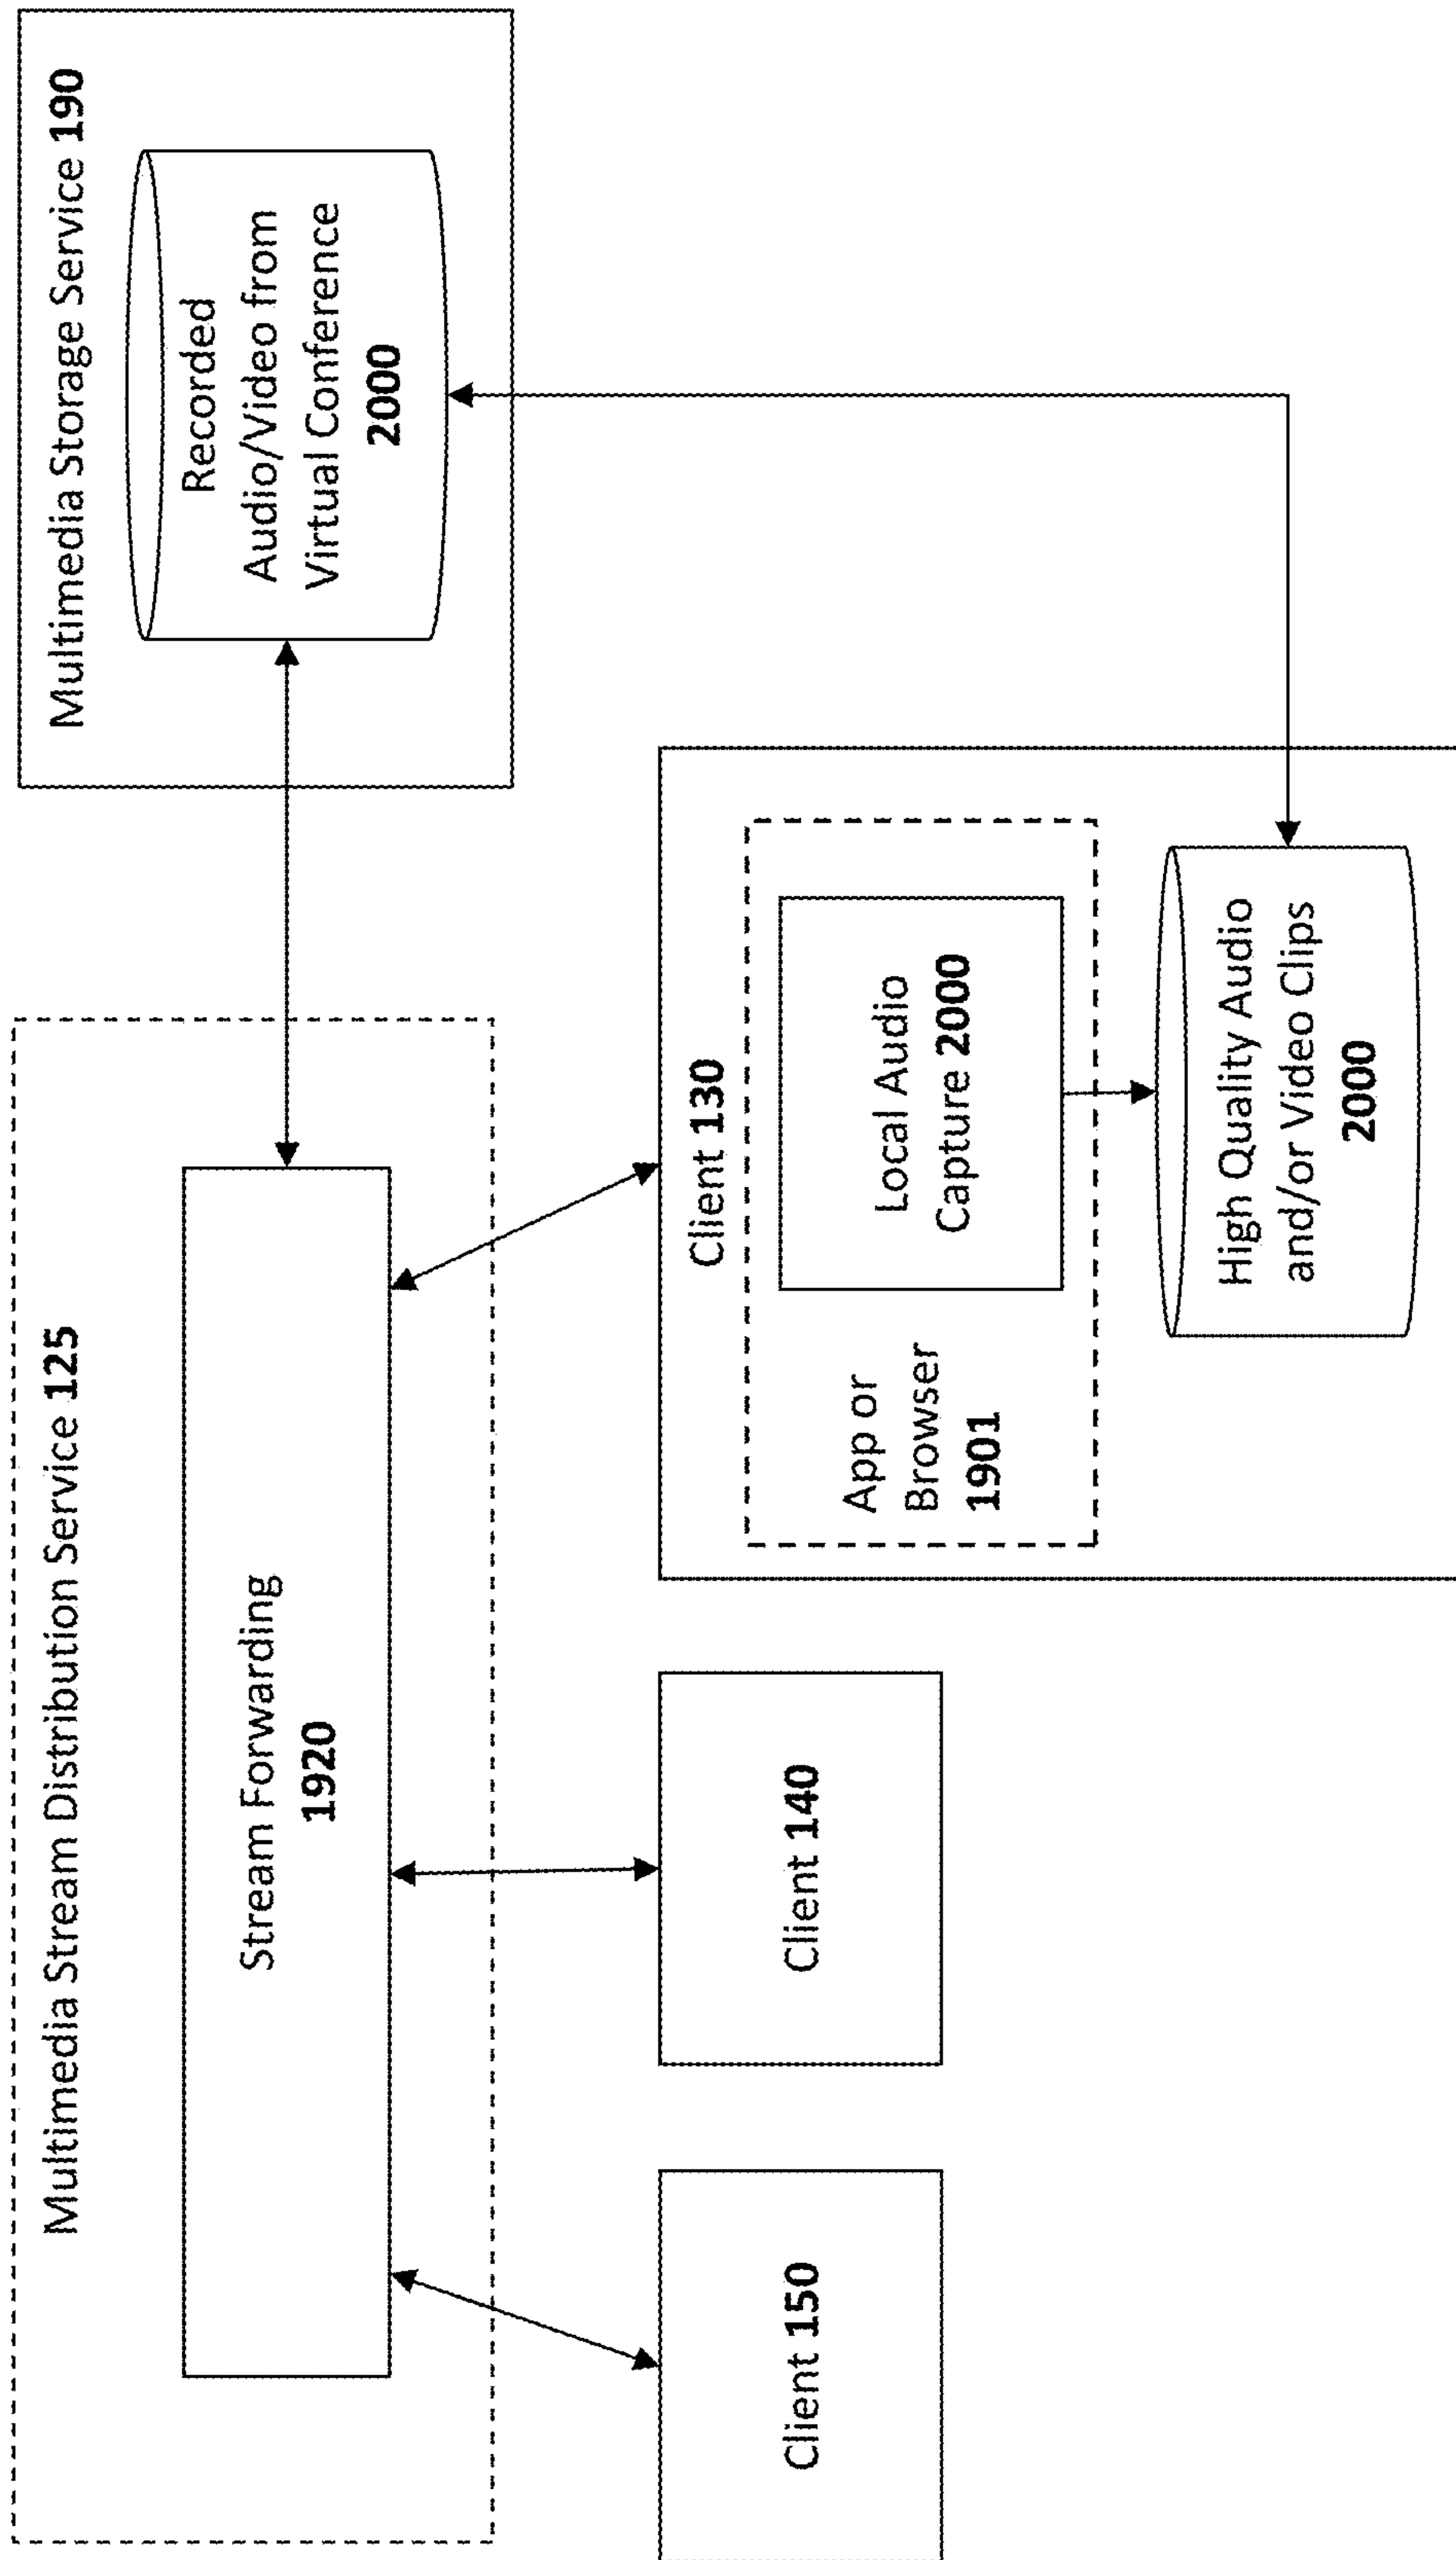 Multimedia Stream Distribution Service 125
Stream Forwarding
1920
Multimedia Storage Service 190
Recorded
Audio/Video from
Virtual Conference
2000
Client 150
Client 140
Client 130
App or
Browser
1901
Local Audio
Capture 2000
High Quality Audio
and/or Video Clips
2000